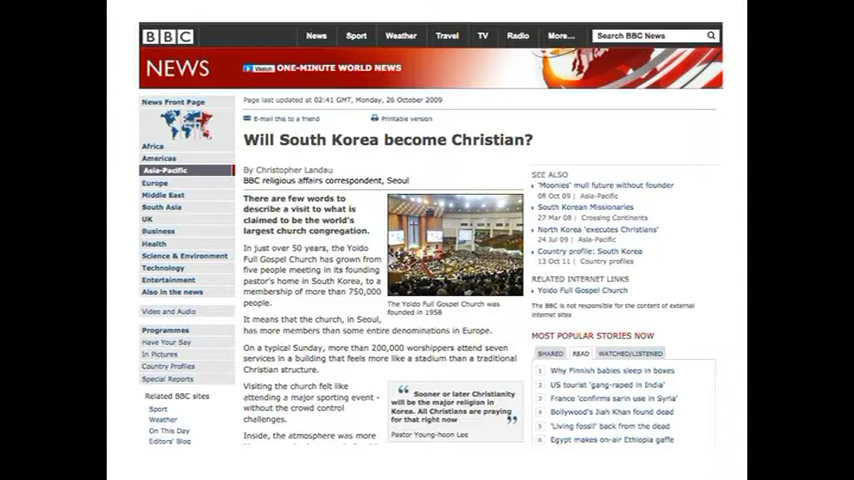 BBC
News Sport Weather Travel TV Radio More... Search BBC News
NEWS
Watch ONE-MINUTE WORLD NEWS
News Front Page
Africa
Americas
Asia-Pacific
Europe
Middle East
South Asia
UK
Business
Health
Science & Environment
Technology
Entertainment
Also in the news
Video and Audio
Programmes
Have Your Say
In Pictures
Country Profiles
Special Reports
Related BBC sites
Sport
Weather
On This Day
Editors' Blog
Page last updated at 02:41 GMT, Monday, 26 October 2009
E-mail this to a friend
Printable version
Will South Korea become Christian?
By Christopher Landau
BBC religious affairs correspondent, Seoul
There are few words to
describe a visit to what is
claimed to be the world's
largest church congregation.
In just over 50 years, the Yoido
Full Gospel Church has grown from
five people meeting in its founding
pastor's home in South Korea, to a
membership of more than 750,000
people.
The Yoido Full Gospel Church was
founded in 1958
It means that the church, in Seoul,
has more members than some entire denominations in Europe.
On a typical Sunday, more than 200,000 worshippers attend seven
services in a building that feels more like a stadium than a traditional
Christian structure.
Visiting the church felt like
attending a major sporting event -
without the crowd control
challenges.
Inside, the atmosphere was more
“ Sooner or later Christianity
will be the major religion in
Korea. All Christians are praying
for that right now ”
Pastor Young-hoon Lee
SEE ALSO
'Moonies' mull future without founder
08 Oct 09 | Asia-Pacific
South Korean Missionaries
27 Mar 08 | Crossing Continents
North Korea 'executes Christians'
24 Jul 09 | Asia-Pacific
Country profile: South Korea
13 Oct 11 | Country profiles
RELATED INTERNET LINKS
Yoido Full Gospel Church
The BBC is not responsible for the content of external
internet sites
MOST POPULAR STORIES NOW
SHARED READ WATCHED/LISTENED
1 Why Finnish babies sleep in boxes
2 US tourist 'gang-raped in India'
3 France 'confirms sarin use in Syria'
4 Bollywood's Jiah Khan found dead
5 'Living fossil' back from the dead
6 Egypt makes on-air Ethiopia gaffe